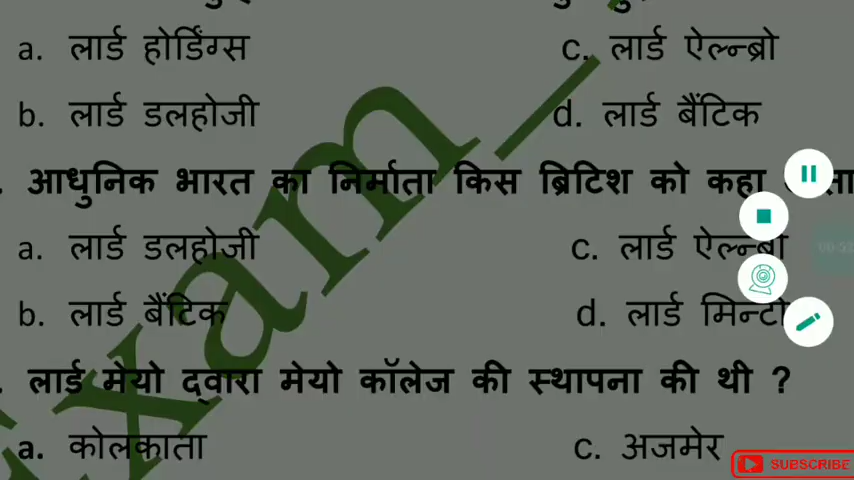 a. लार्ड होर्डिंग्स c. लार्ड ऐल्न्ब्रो
b. लार्ड डलहोजी d. लार्ड बैंटिक
. आधुनिक भारत का निर्माता किस ब्रिटिश को कहा
a. लार्ड डलहोजी c. लार्ड ऐल्न्ब्रो
b. लार्ड बैंटिक d. लार्ड मिन्टो
. लार्ड मेयो द्वारा मेयो कॉलेज की स्थापना की थी ?
a. कोलकाता c. अजमेर
SUBSCRIBE